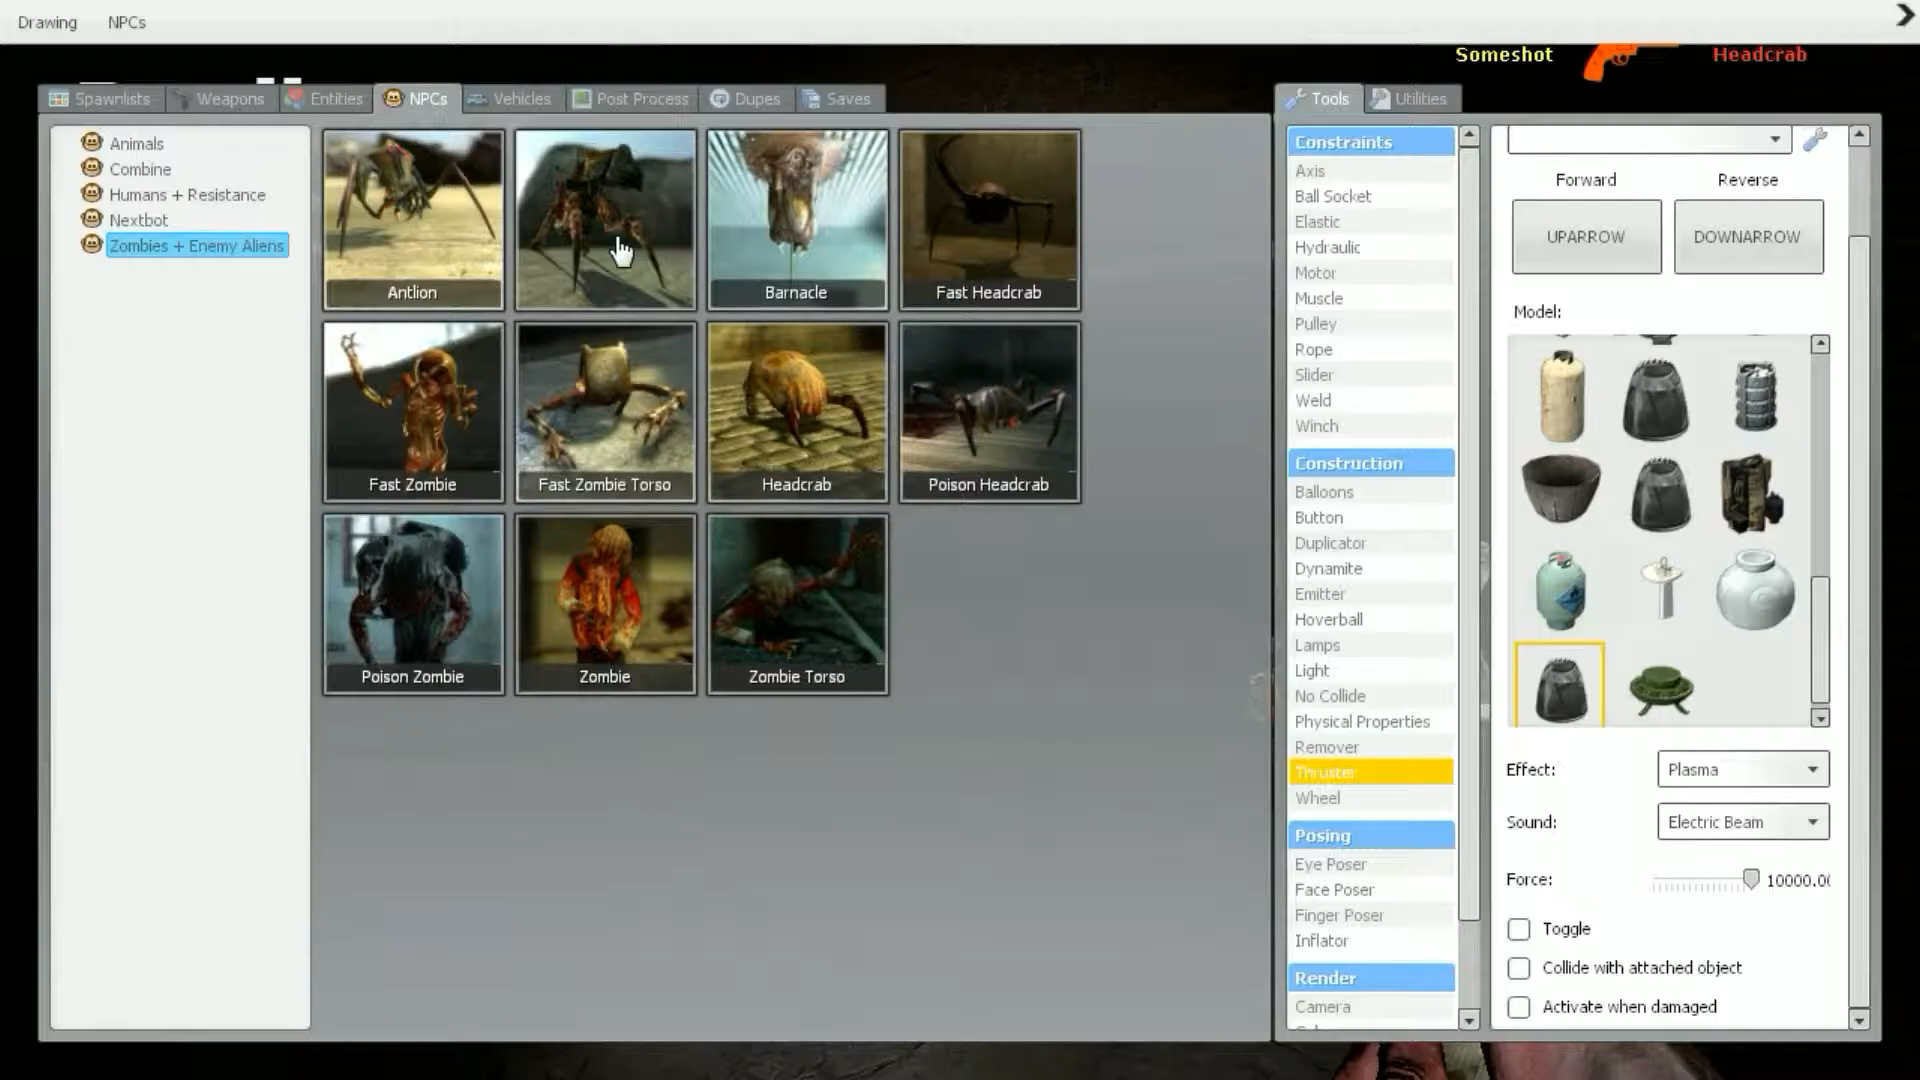 Drawing NPCs
Someshot Headcrab
Spawnlists Weapons Entities NPCs Vehicles Post Process Dupes Saves
Animals
Combine
Humans + Resistance
Nextbot
Zombies + Enemy Aliens
Antlion
Barnacle
Fast Headcrab
Fast Zombie
Fast Zombie Torso
Headcrab
Poison Headcrab
Poison Zombie
Zombie
Zombie Torso
Tools Utilities
Constraints
Axis
Ball Socket
Elastic
Hydraulic
Motor
Muscle
Pulley
Rope
Slider
Weld
Winch
Construction
Balloons
Button
Duplicator
Dynamite
Emitter
Hoverball
Lamps
Light
No Collide
Physical Properties
Remover
Thruster
Wheel
Posing
Eye Poser
Face Poser
Finger Poser
Inflator
Render
Camera
Forward Reverse
UPARROW DOWNARROW
Model:
Effect: Plasma
Sound: Electric Beam
Force: 10000.0
Toggle
Collide with attached object
Activate when damaged